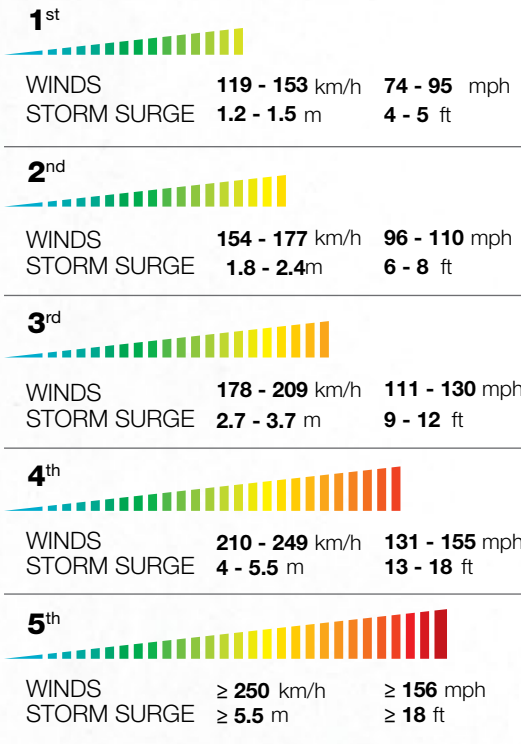 1st
WINDS 119 - 153 km/h 74 - 95 mph
STORM SURGE 1.2 - 1.5 m 4 - 5 ft
2nd
WINDS 154 - 177 km/h 96 - 110 mph
STORM SURGE 1.8 - 2.4m 6 - 8 ft
3rd
WINDS 178 - 209 km/h 111 - 130 mph
STORM SURGE 2.7 - 3.7 m 9 - 12 ft
4th
WINDS 210 - 249 km/h 131 - 155 mph
STORM SURGE 4 - 5.5 m 13 - 18 ft
5th
WINDS ≥ 250 km/h ≥ 156 mph
STORM SURGE ≥ 5.5 m ≥ 18 ft